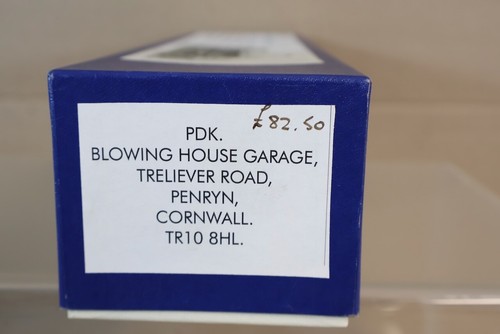 £82.50
PDK.
BLOWING HOUSE GARAGE,
TRELIEVER ROAD,
PENRYN,
CORNWALL.
TR10 8HL.